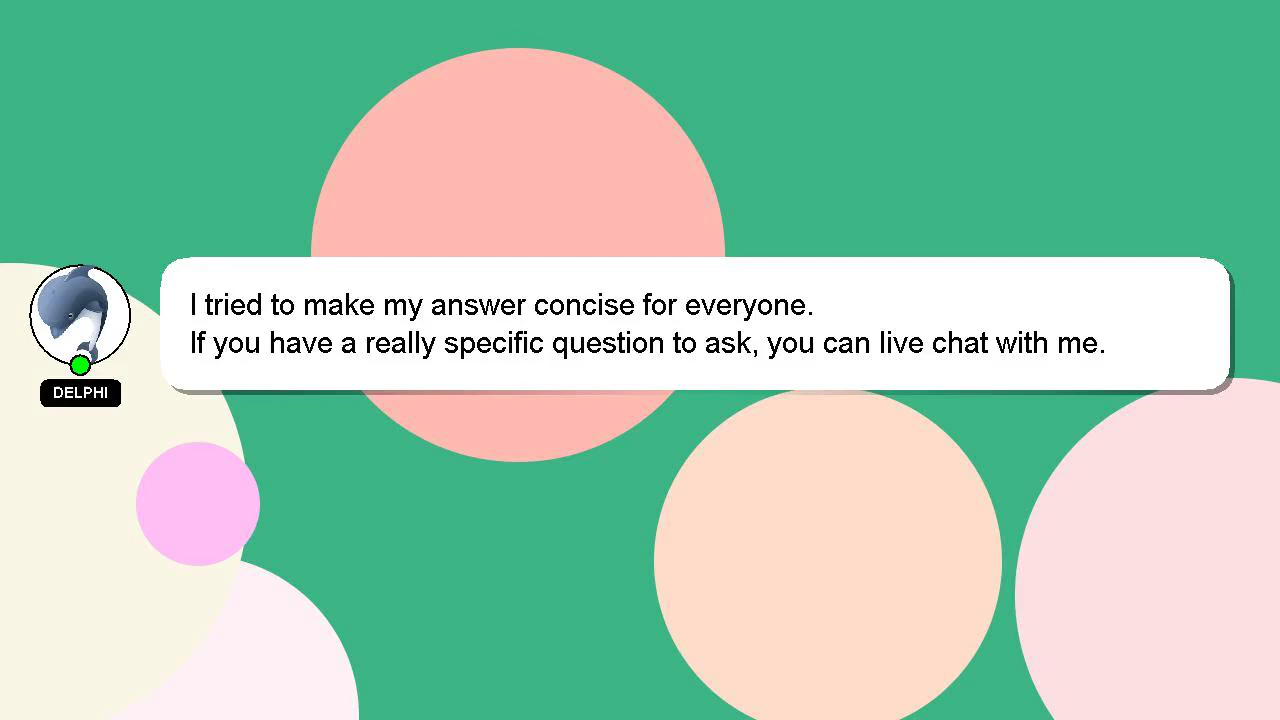 I tried to make my answer concise for everyone.
If you have a really specific question to ask, you can live chat with me.
DELPHI